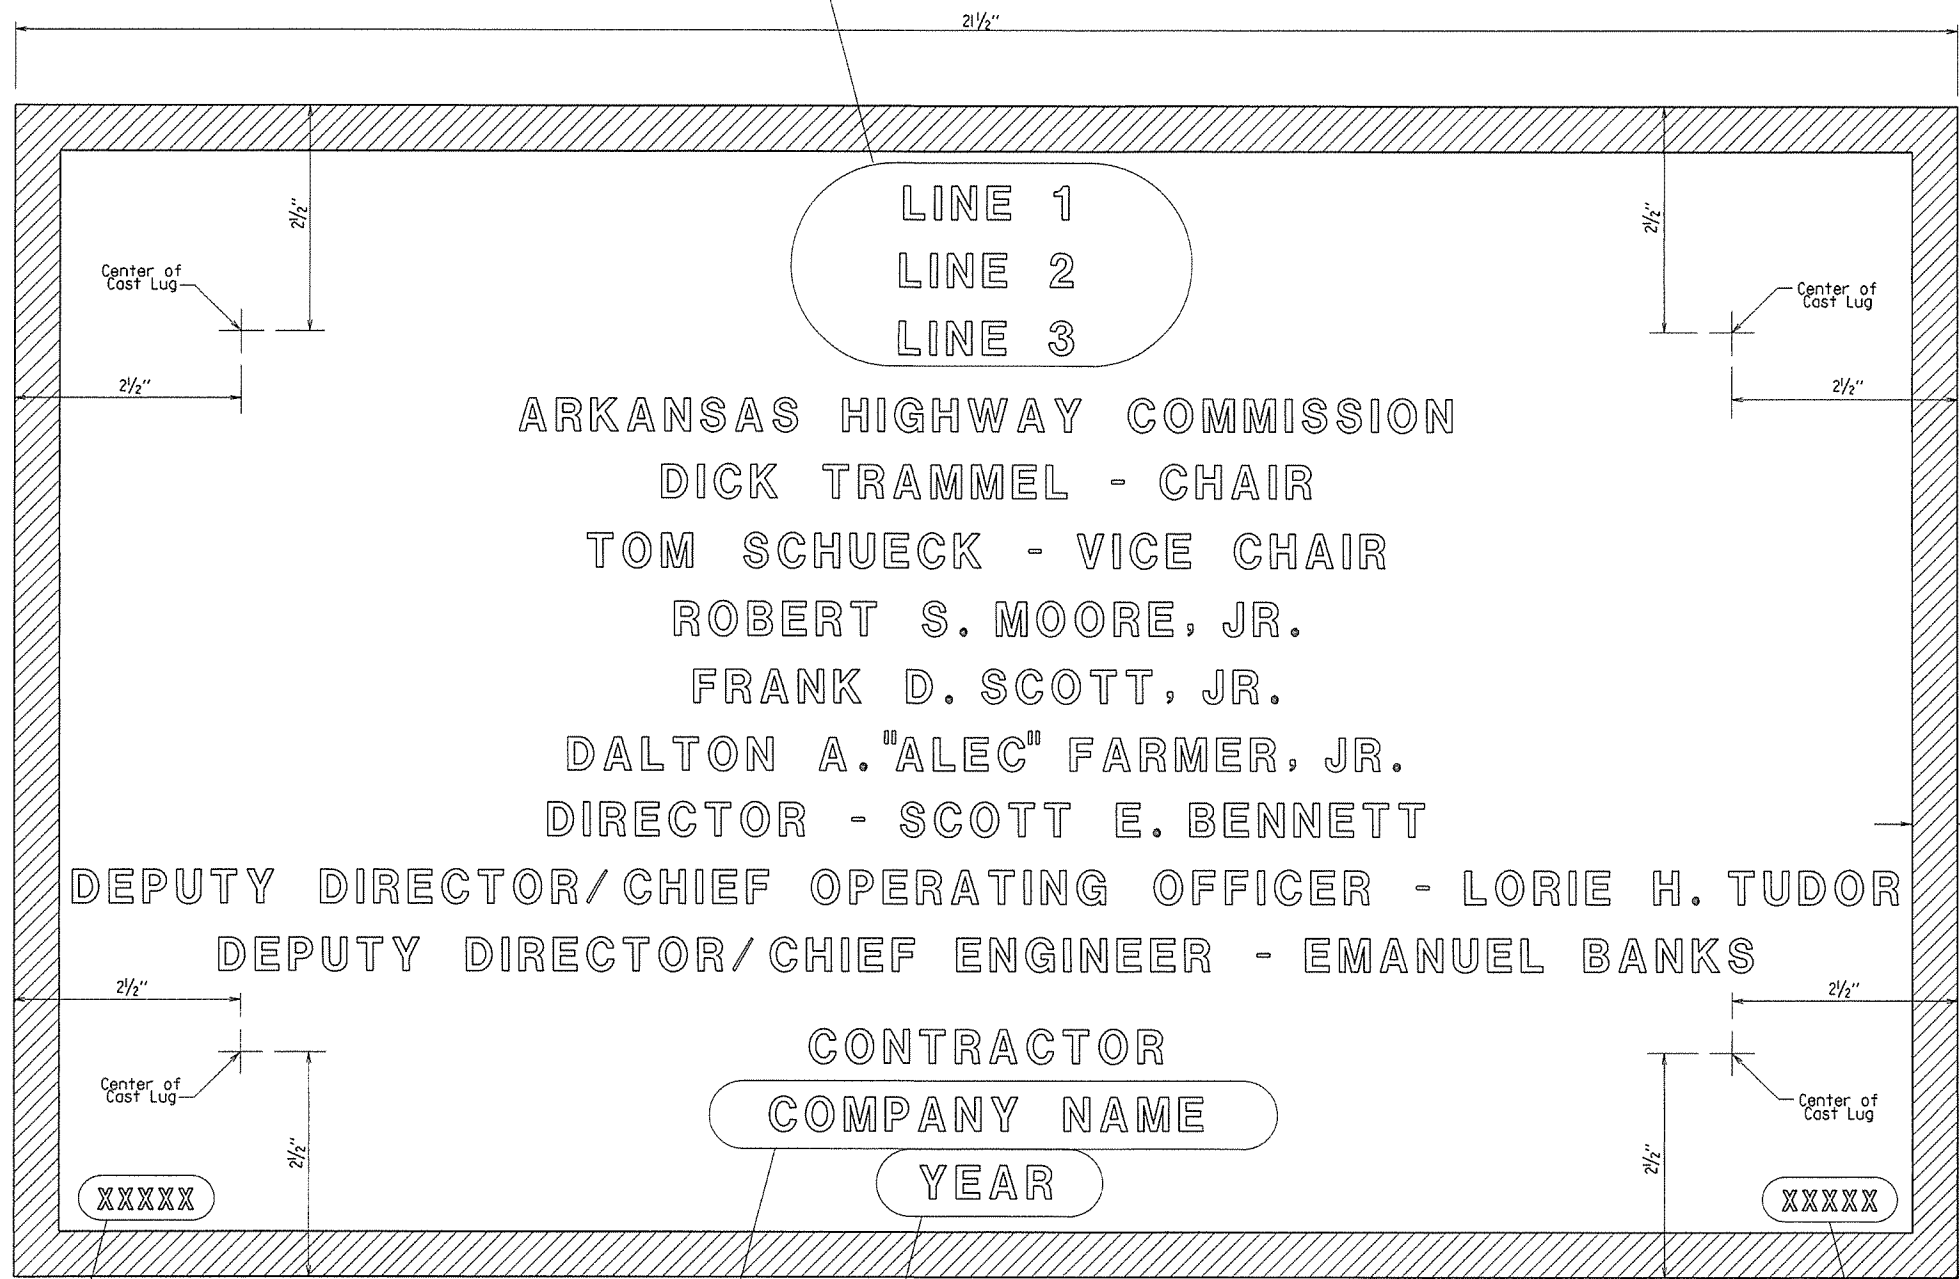 21½"
2½"
2½"
LINE 1
LINE 2
LINE 3
Center of
Cast Lug
Center of
Cast Lug
2½"
2½"
ARKANSAS HIGHWAY COMMISSION
DICK TRAMMEL - CHAIR
TOM SCHUECK - VICE CHAIR
ROBERT S. MOORE, JR.
FRANK D. SCOTT, JR.
DALTON A. "ALEC" FARMER, JR.
DIRECTOR - SCOTT E. BENNETT
DEPUTY DIRECTOR/CHIEF OPERATING OFFICER - LORIE H. TUDOR
DEPUTY DIRECTOR/CHIEF ENGINEER - EMANUEL BANKS
2½"
2½"
CONTRACTOR
Center of
Cast Lug
Center of
Cast Lug
COMPANY NAME
2½"
2½"
YEAR
XXXXX
XXXXX